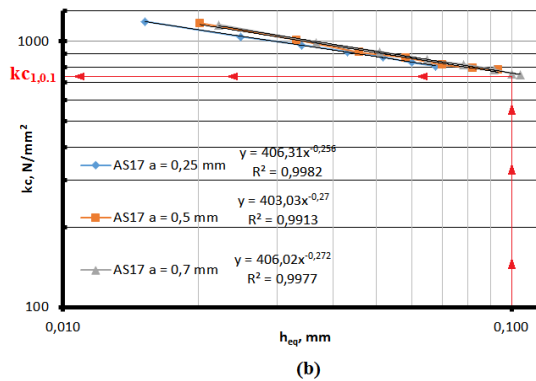 1000
kc1,0.1
kc, N/mm²
AS17 a = 0,25 mm
y = 406,31x^-0,256
R² = 0,9982
AS17 a = 0,5 mm
y = 403,03x^-0,27
R² = 0,9913
AS17 a = 0,7 mm
y = 406,02x^-0,272
R² = 0,9977
100
0,010
0,100
heq, mm
(b)